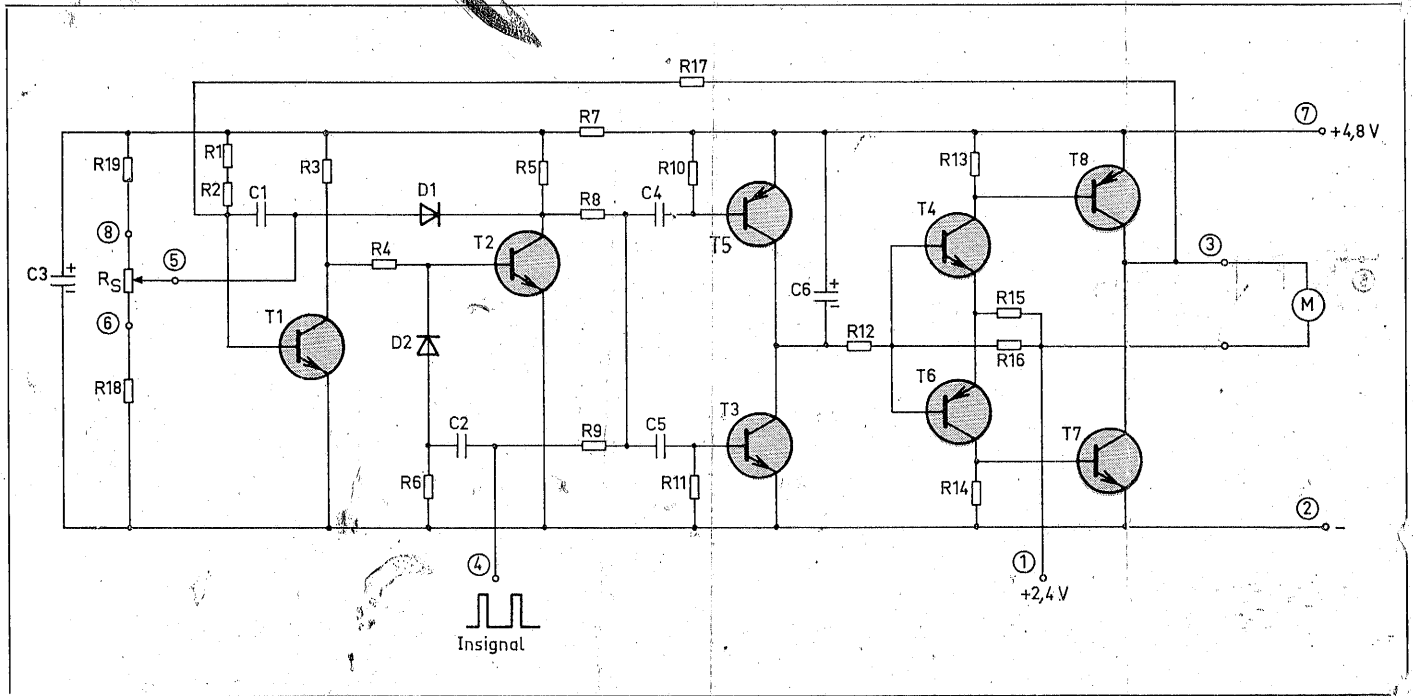 R17
R7
⑦
+4,8 V
R19
R1
R3
R5
R10
R13
T8
R2
C1
D1
R8
C4
T4
⑧
T2
T5
③
C3
+
−
R_S
⑤
R4
C6
+
−
R15
M
⑥
T1
D2
R12
R16
R18
T6
C2
R9
C5
T3
T7
R6
R11
R14
②
−
④
①
+2,4 V
Insignal